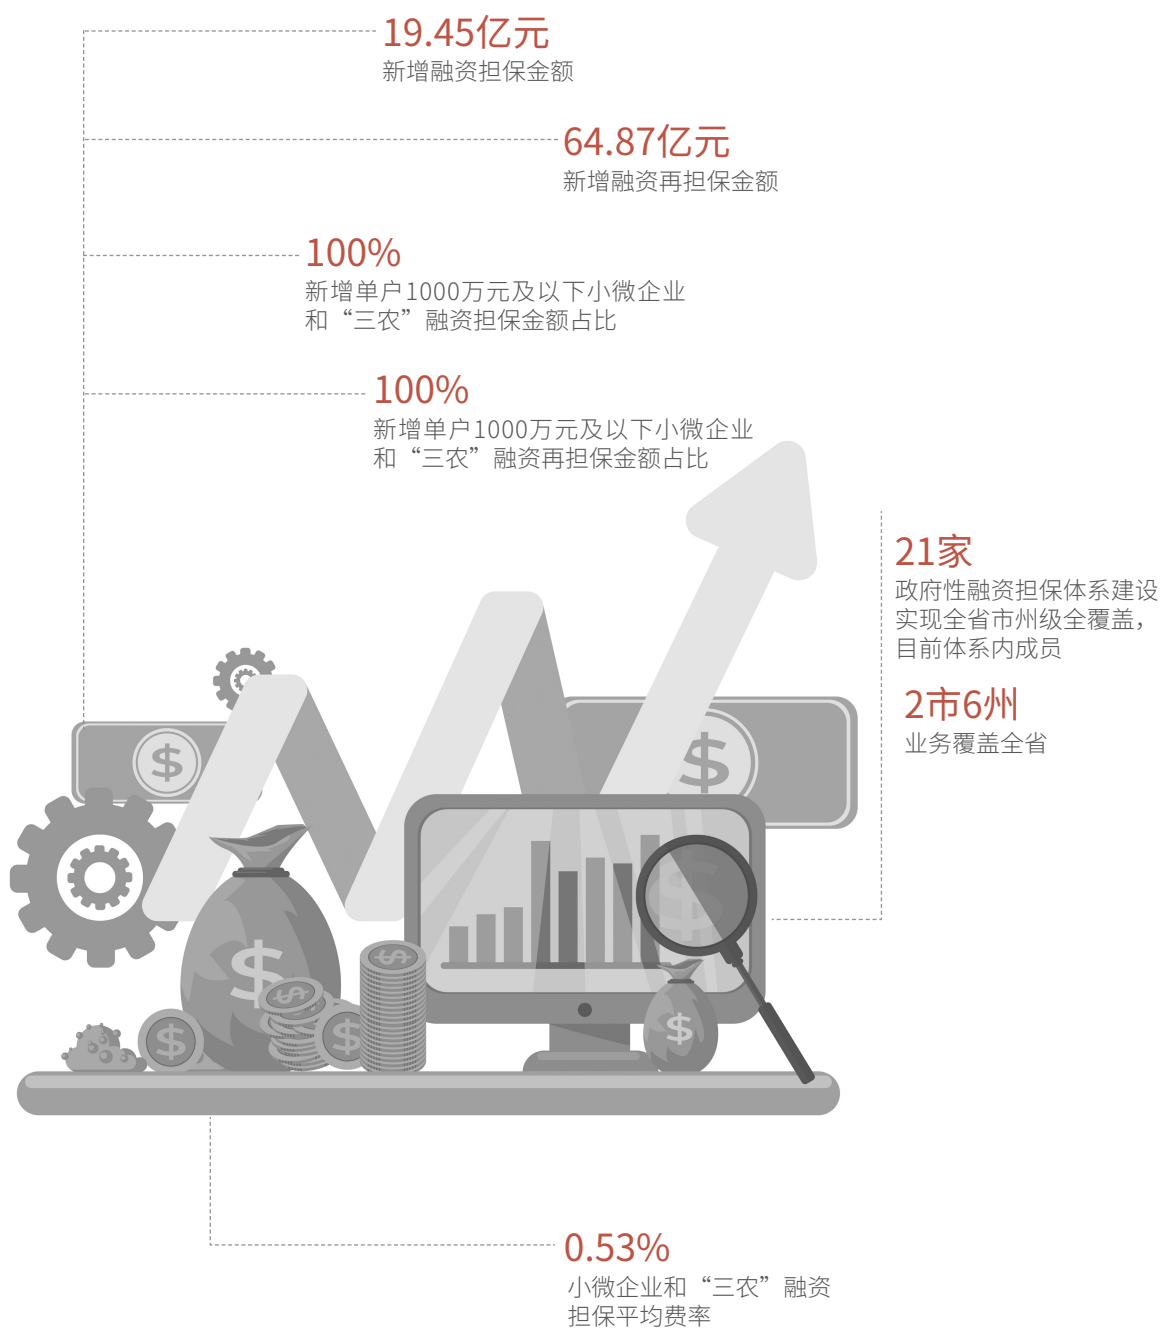 19.45亿元
新增融资担保金额
64.87亿元
新增融资再担保金额
100%
新增单户1000万元及以下小微企业
和“三农”融资担保金额占比
100%
新增单户1000万元及以下小微企业
和“三农”融资再担保金额占比
21家
政府性融资担保体系建设
实现全省市州级全覆盖，
目前体系内成员
2市6州
业务覆盖全省
$
$
$
$
$
$
$
$
$
0.53%
小微企业和“三农”融资
担保平均费率